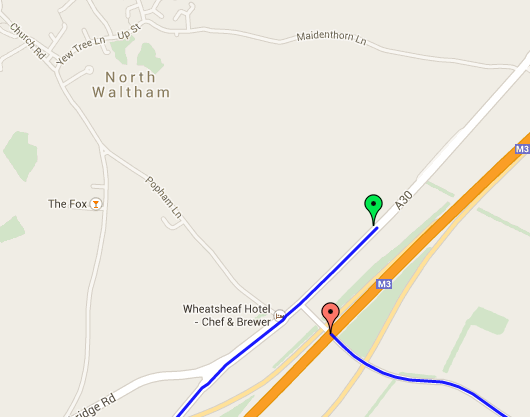 Church Rd
Yew Tree Ln
Up St
Maidenthorn Ln
North
Waltham
M3
Popham Ln
The Fox
A30
M3
Wheatsheaf Hotel
- Chef & Brewer
ridge Rd